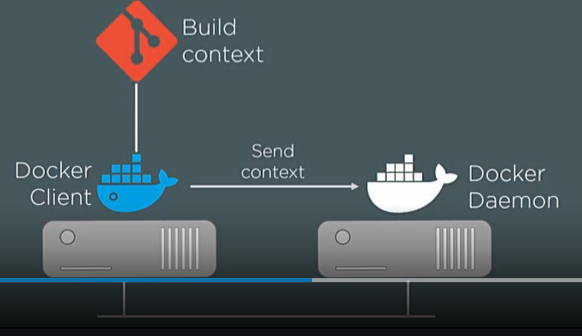 Build
context
Send
context
Docker
Client
Docker
Daemon